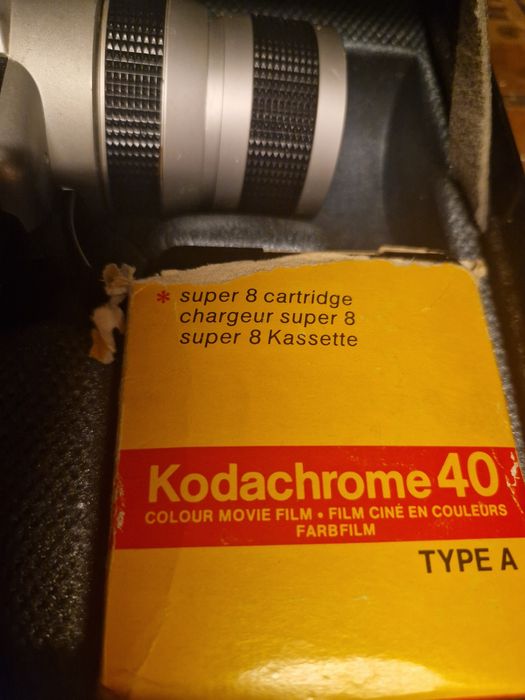 * super 8 cartridge
chargeur super 8
super 8 Kassette
Kodachrome 40
COLOUR MOVIE FILM • FILM CINÉ EN COULEURS
FARBFILM
TYPE A